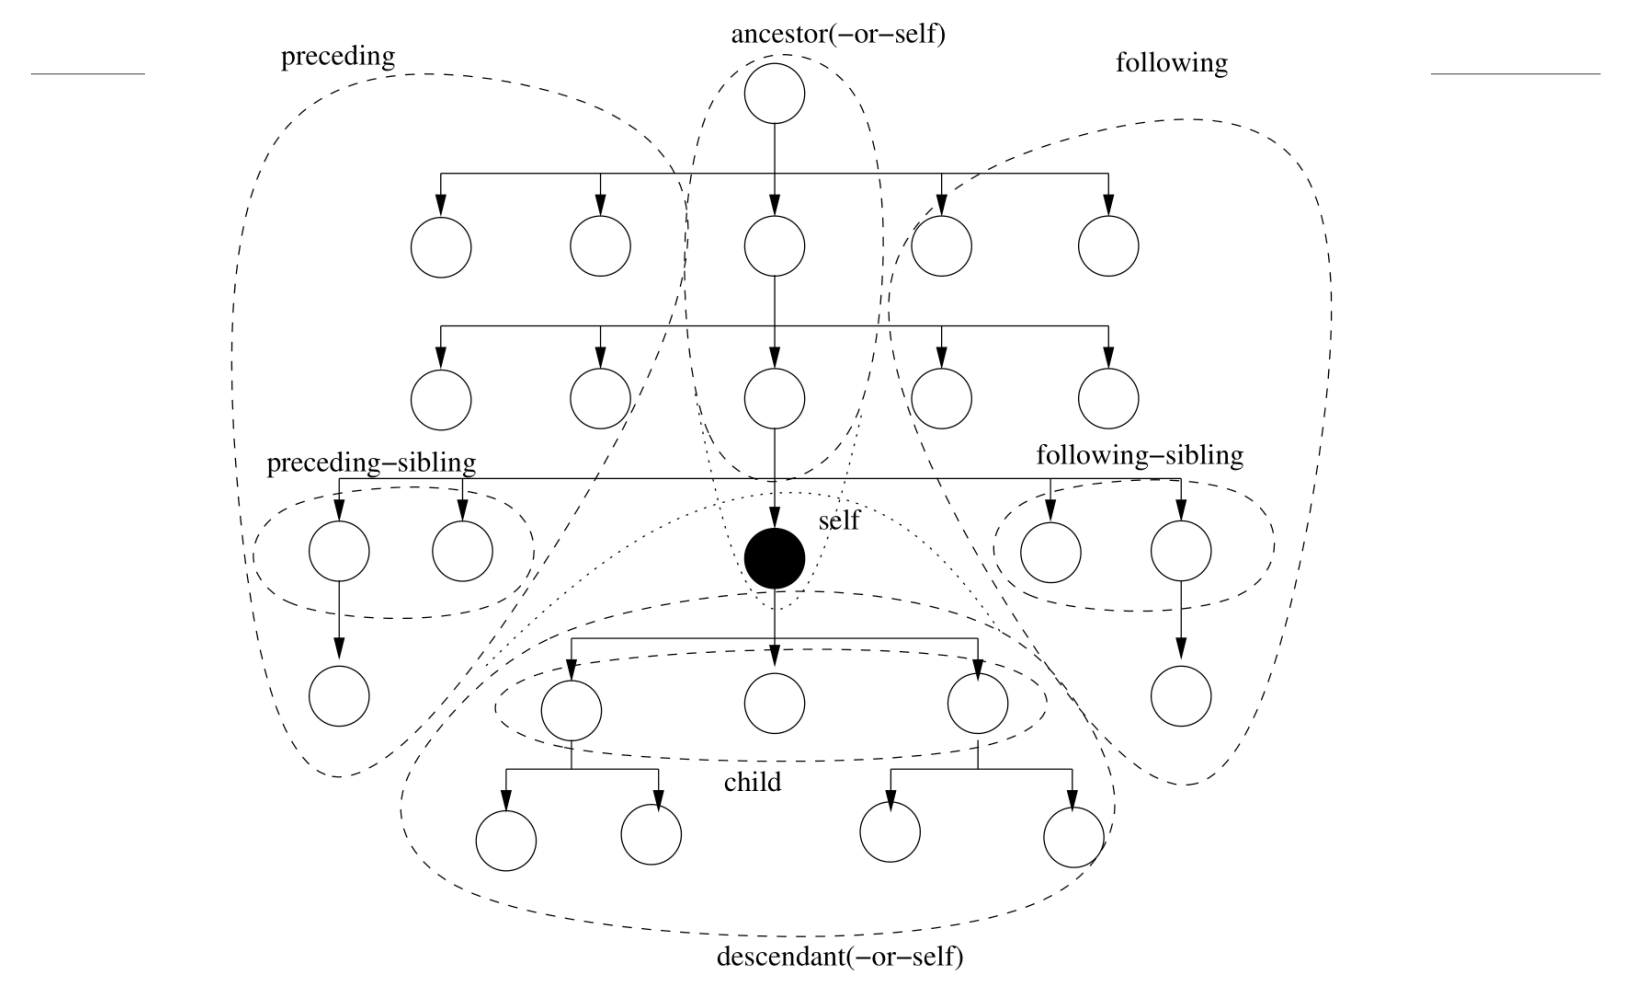 ancestor(−or−self)
preceding
following
preceding−sibling
following−sibling
self
child
descendant(−or−self)